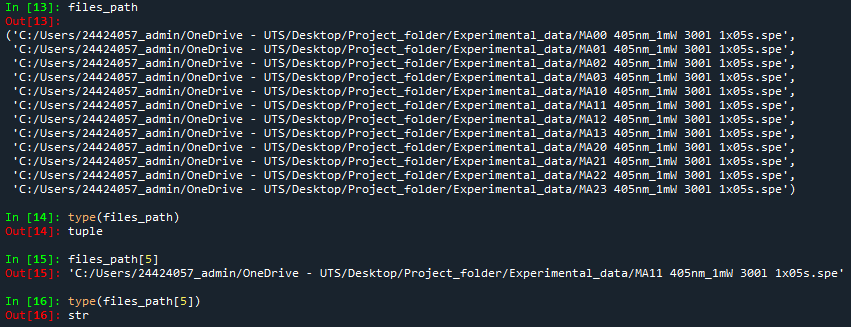 In [13]: files_path
Out[13]:
('C:/Users/24424057_admin/OneDrive - UTS/Desktop/Project_folder/Experimental_data/MA00 405nm_1mW 300l 1x05s.spe',
'C:/Users/24424057_admin/OneDrive - UTS/Desktop/Project_folder/Experimental_data/MA01 405nm_1mW 300l 1x05s.spe',
'C:/Users/24424057_admin/OneDrive - UTS/Desktop/Project_folder/Experimental_data/MA02 405nm_1mW 300l 1x05s.spe',
'C:/Users/24424057_admin/OneDrive - UTS/Desktop/Project_folder/Experimental_data/MA03 405nm_1mW 300l 1x05s.spe',
'C:/Users/24424057_admin/OneDrive - UTS/Desktop/Project_folder/Experimental_data/MA10 405nm_1mW 300l 1x05s.spe',
'C:/Users/24424057_admin/OneDrive - UTS/Desktop/Project_folder/Experimental_data/MA11 405nm_1mW 300l 1x05s.spe',
'C:/Users/24424057_admin/OneDrive - UTS/Desktop/Project_folder/Experimental_data/MA12 405nm_1mW 300l 1x05s.spe',
'C:/Users/24424057_admin/OneDrive - UTS/Desktop/Project_folder/Experimental_data/MA13 405nm_1mW 300l 1x05s.spe',
'C:/Users/24424057_admin/OneDrive - UTS/Desktop/Project_folder/Experimental_data/MA20 405nm_1mW 300l 1x05s.spe',
'C:/Users/24424057_admin/OneDrive - UTS/Desktop/Project_folder/Experimental_data/MA21 405nm_1mW 300l 1x05s.spe',
'C:/Users/24424057_admin/OneDrive - UTS/Desktop/Project_folder/Experimental_data/MA22 405nm_1mW 300l 1x05s.spe',
'C:/Users/24424057_admin/OneDrive - UTS/Desktop/Project_folder/Experimental_data/MA23 405nm_1mW 300l 1x05s.spe')
In [14]: type(files_path)
Out[14]: tuple
In [15]: files_path[5]
Out[15]: 'C:/Users/24424057_admin/OneDrive - UTS/Desktop/Project_folder/Experimental_data/MA11 405nm_1mW 300l 1x05s.spe'
In [16]: type(files_path[5])
Out[16]: str